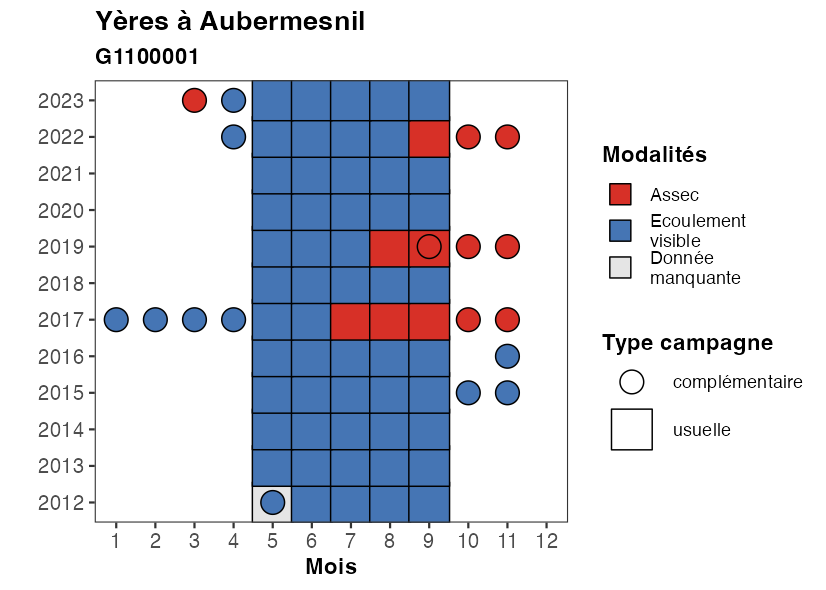 Yères à Aubermesnil
G1100001
2023
2022
2021
2020
2019
2018
2017
2016
2015
2014
2013
2012
1 2 3 4 5 6 7 8 9 10 11 12
Mois
Modalités
Assec
Ecoulement
visible
Donnée
manquante
Type campagne
complémentaire
usuelle